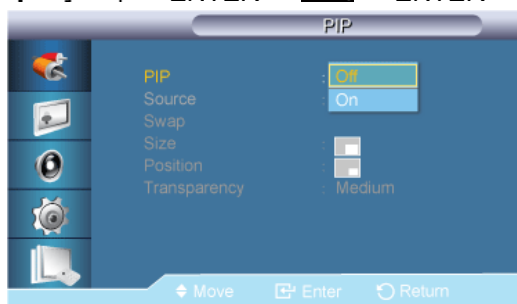 PIP
PIP : Off
Source : On
Swap
Size :
Position :
Transparency : Medium
Move Enter Return